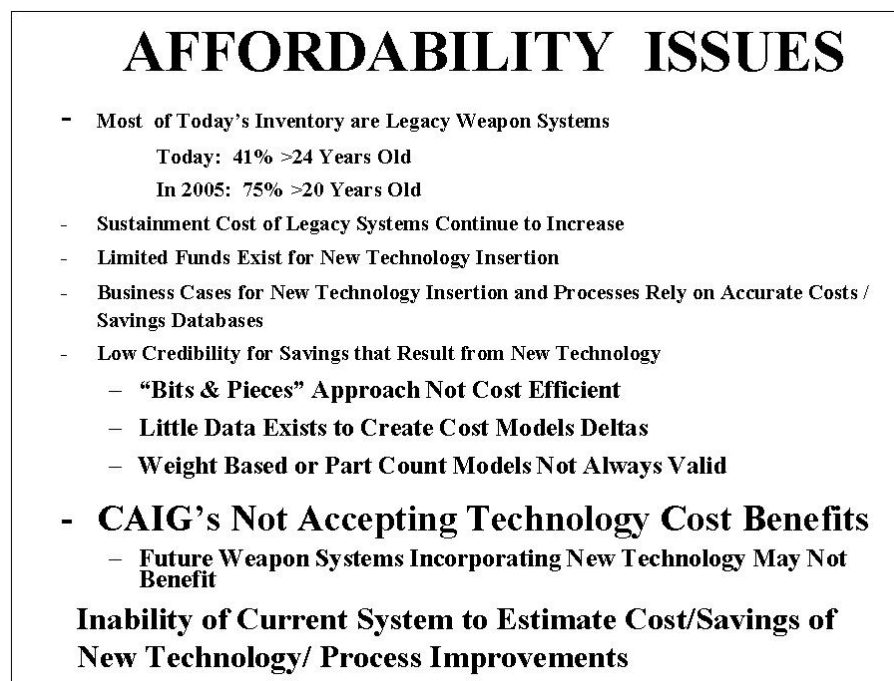 AFFORDABILITY ISSUES
- Most of Today's Inventory are Legacy Weapon Systems
Today: 41% >24 Years Old
In 2005: 75% >20 Years Old
- Sustainment Cost of Legacy Systems Continue to Increase
- Limited Funds Exist for New Technology Insertion
- Business Cases for New Technology Insertion and Processes Rely on Accurate Costs /
Savings Databases
- Low Credibility for Savings that Result from New Technology
– “Bits & Pieces” Approach Not Cost Efficient
– Little Data Exists to Create Cost Models Deltas
– Weight Based or Part Count Models Not Always Valid
- CAIG's Not Accepting Technology Cost Benefits
– Future Weapon Systems Incorporating New Technology May Not
Benefit
Inability of Current System to Estimate Cost/Savings of
New Technology/ Process Improvements